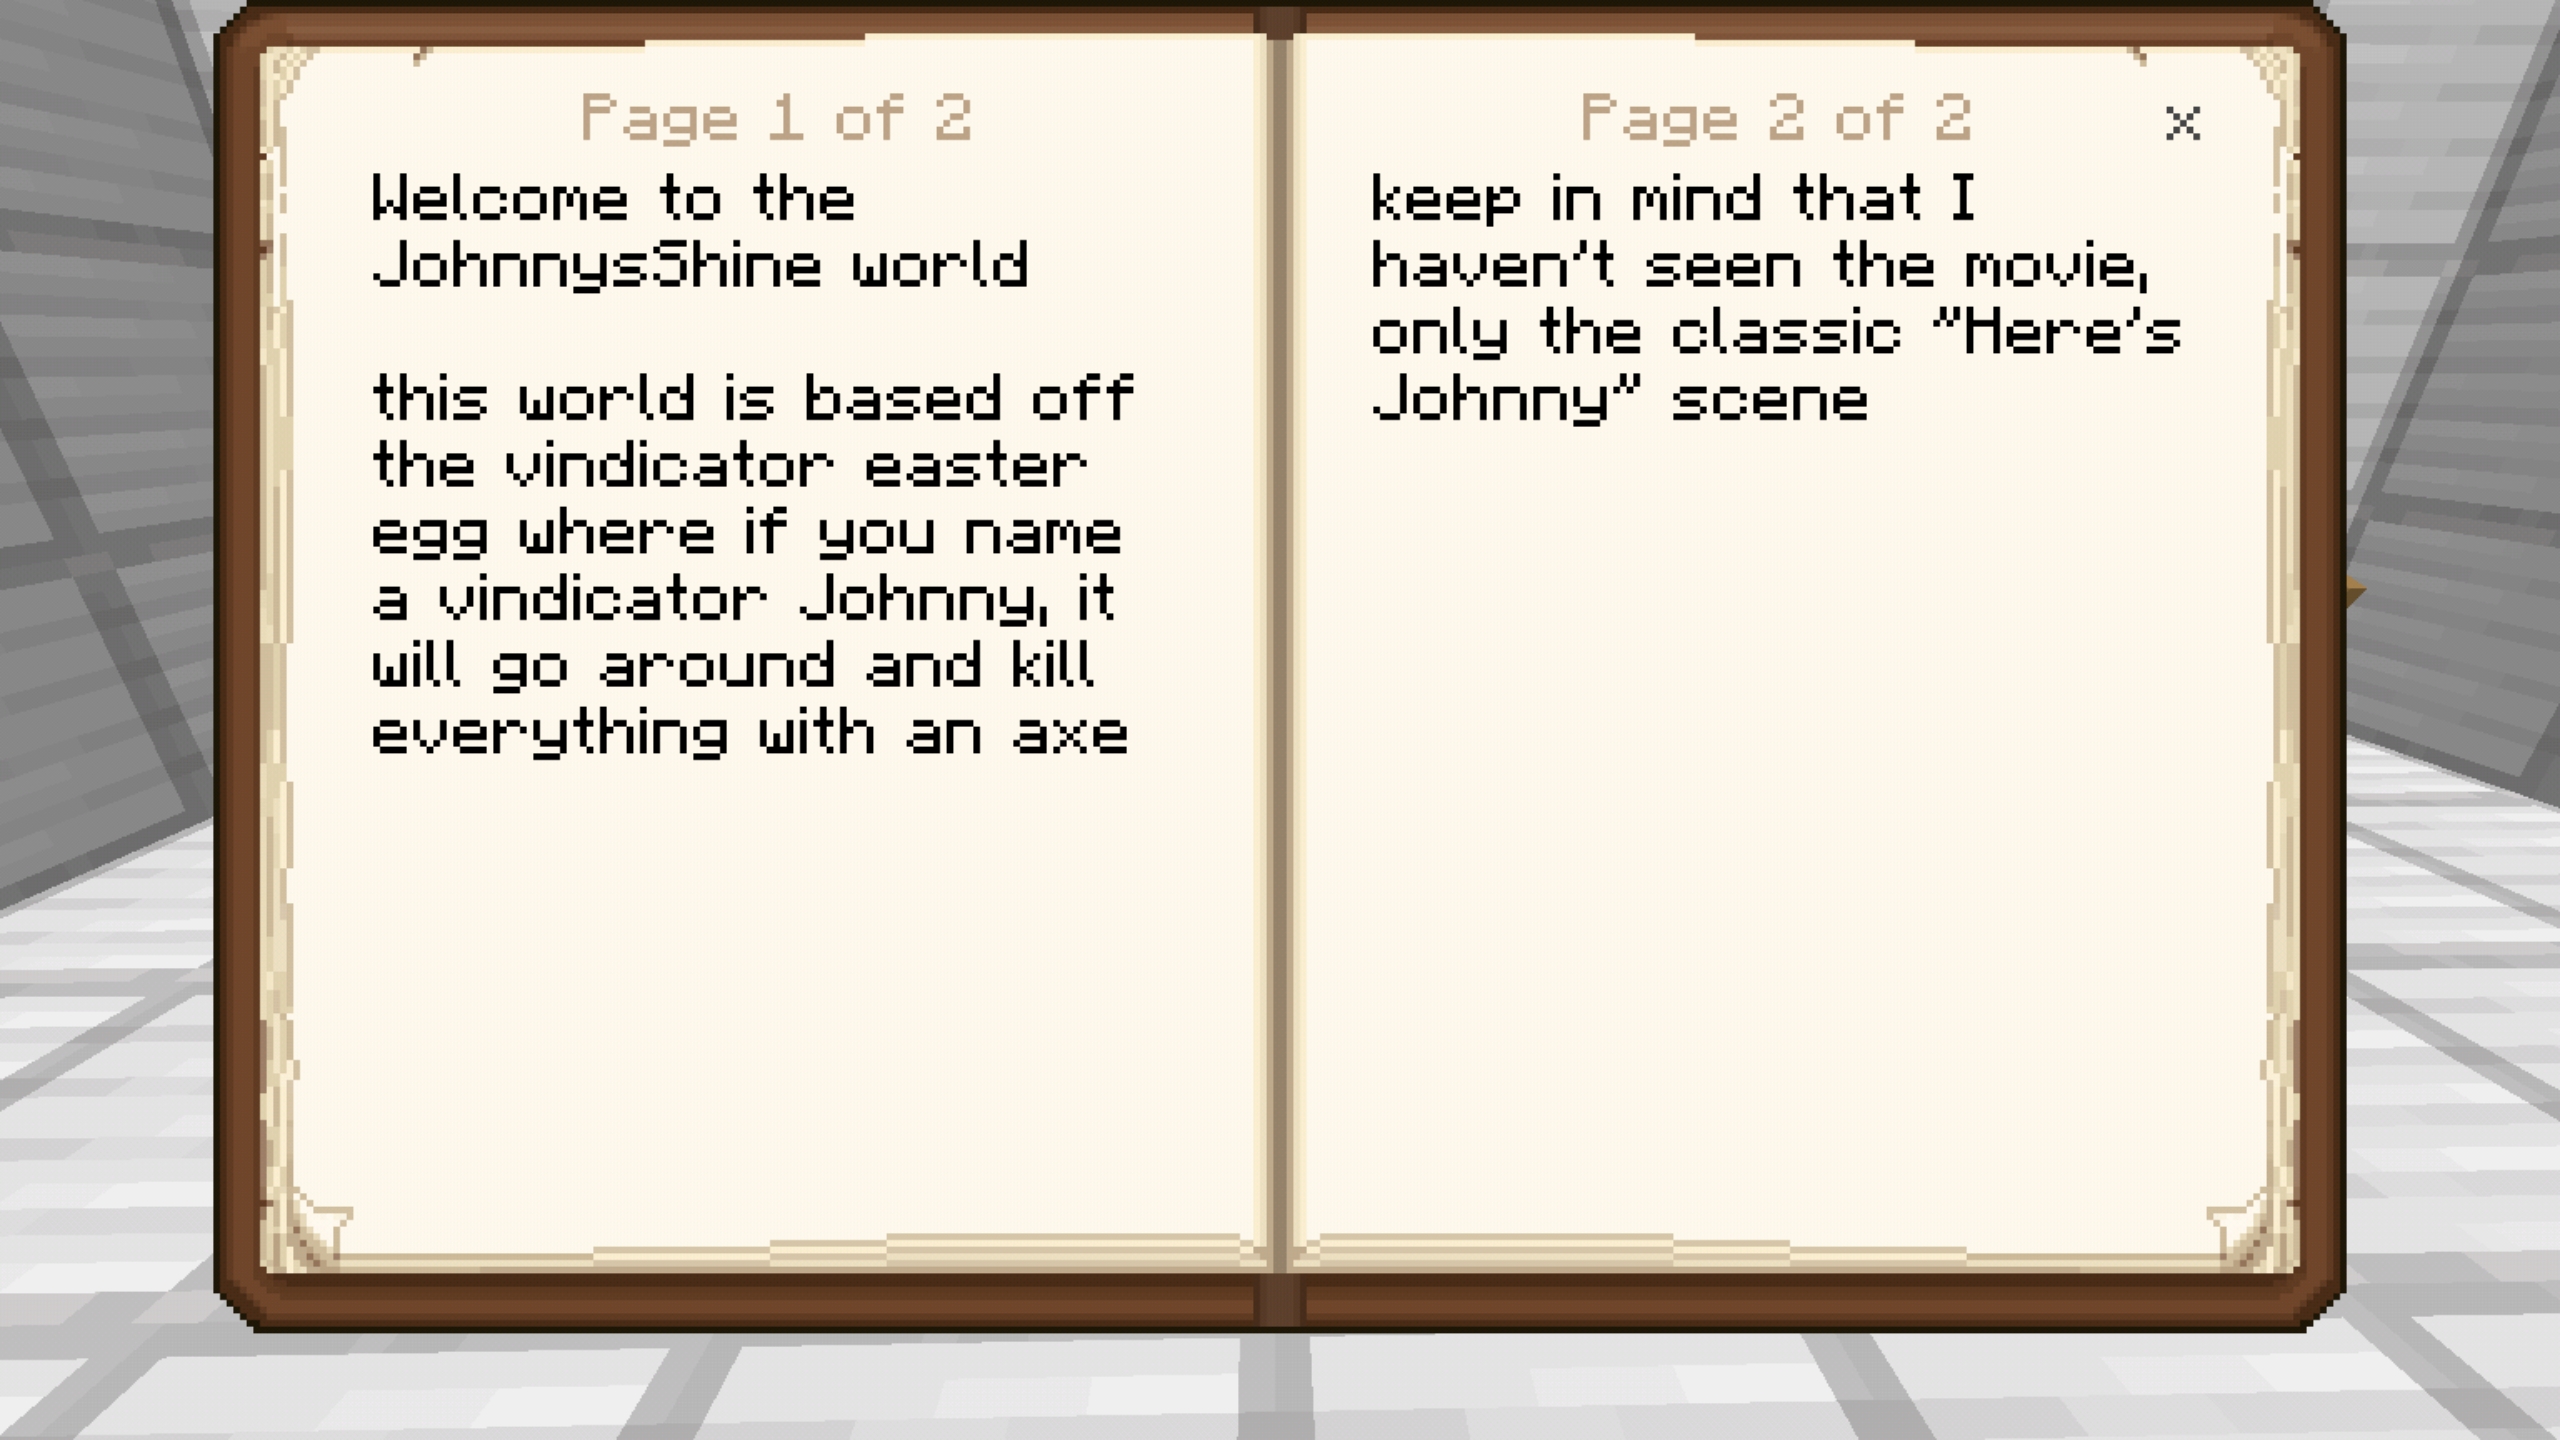 Page 1 of 2
Welcome to the
JohnnysShine world
this world is based off
the vindicator easter
egg where if you name
a vindicator Johnny, it
will go around and kill
everything with an axe
Page 2 of 2
x
keep in mind that I
haven't seen the movie,
only the classic "Here's
Johnny" scene